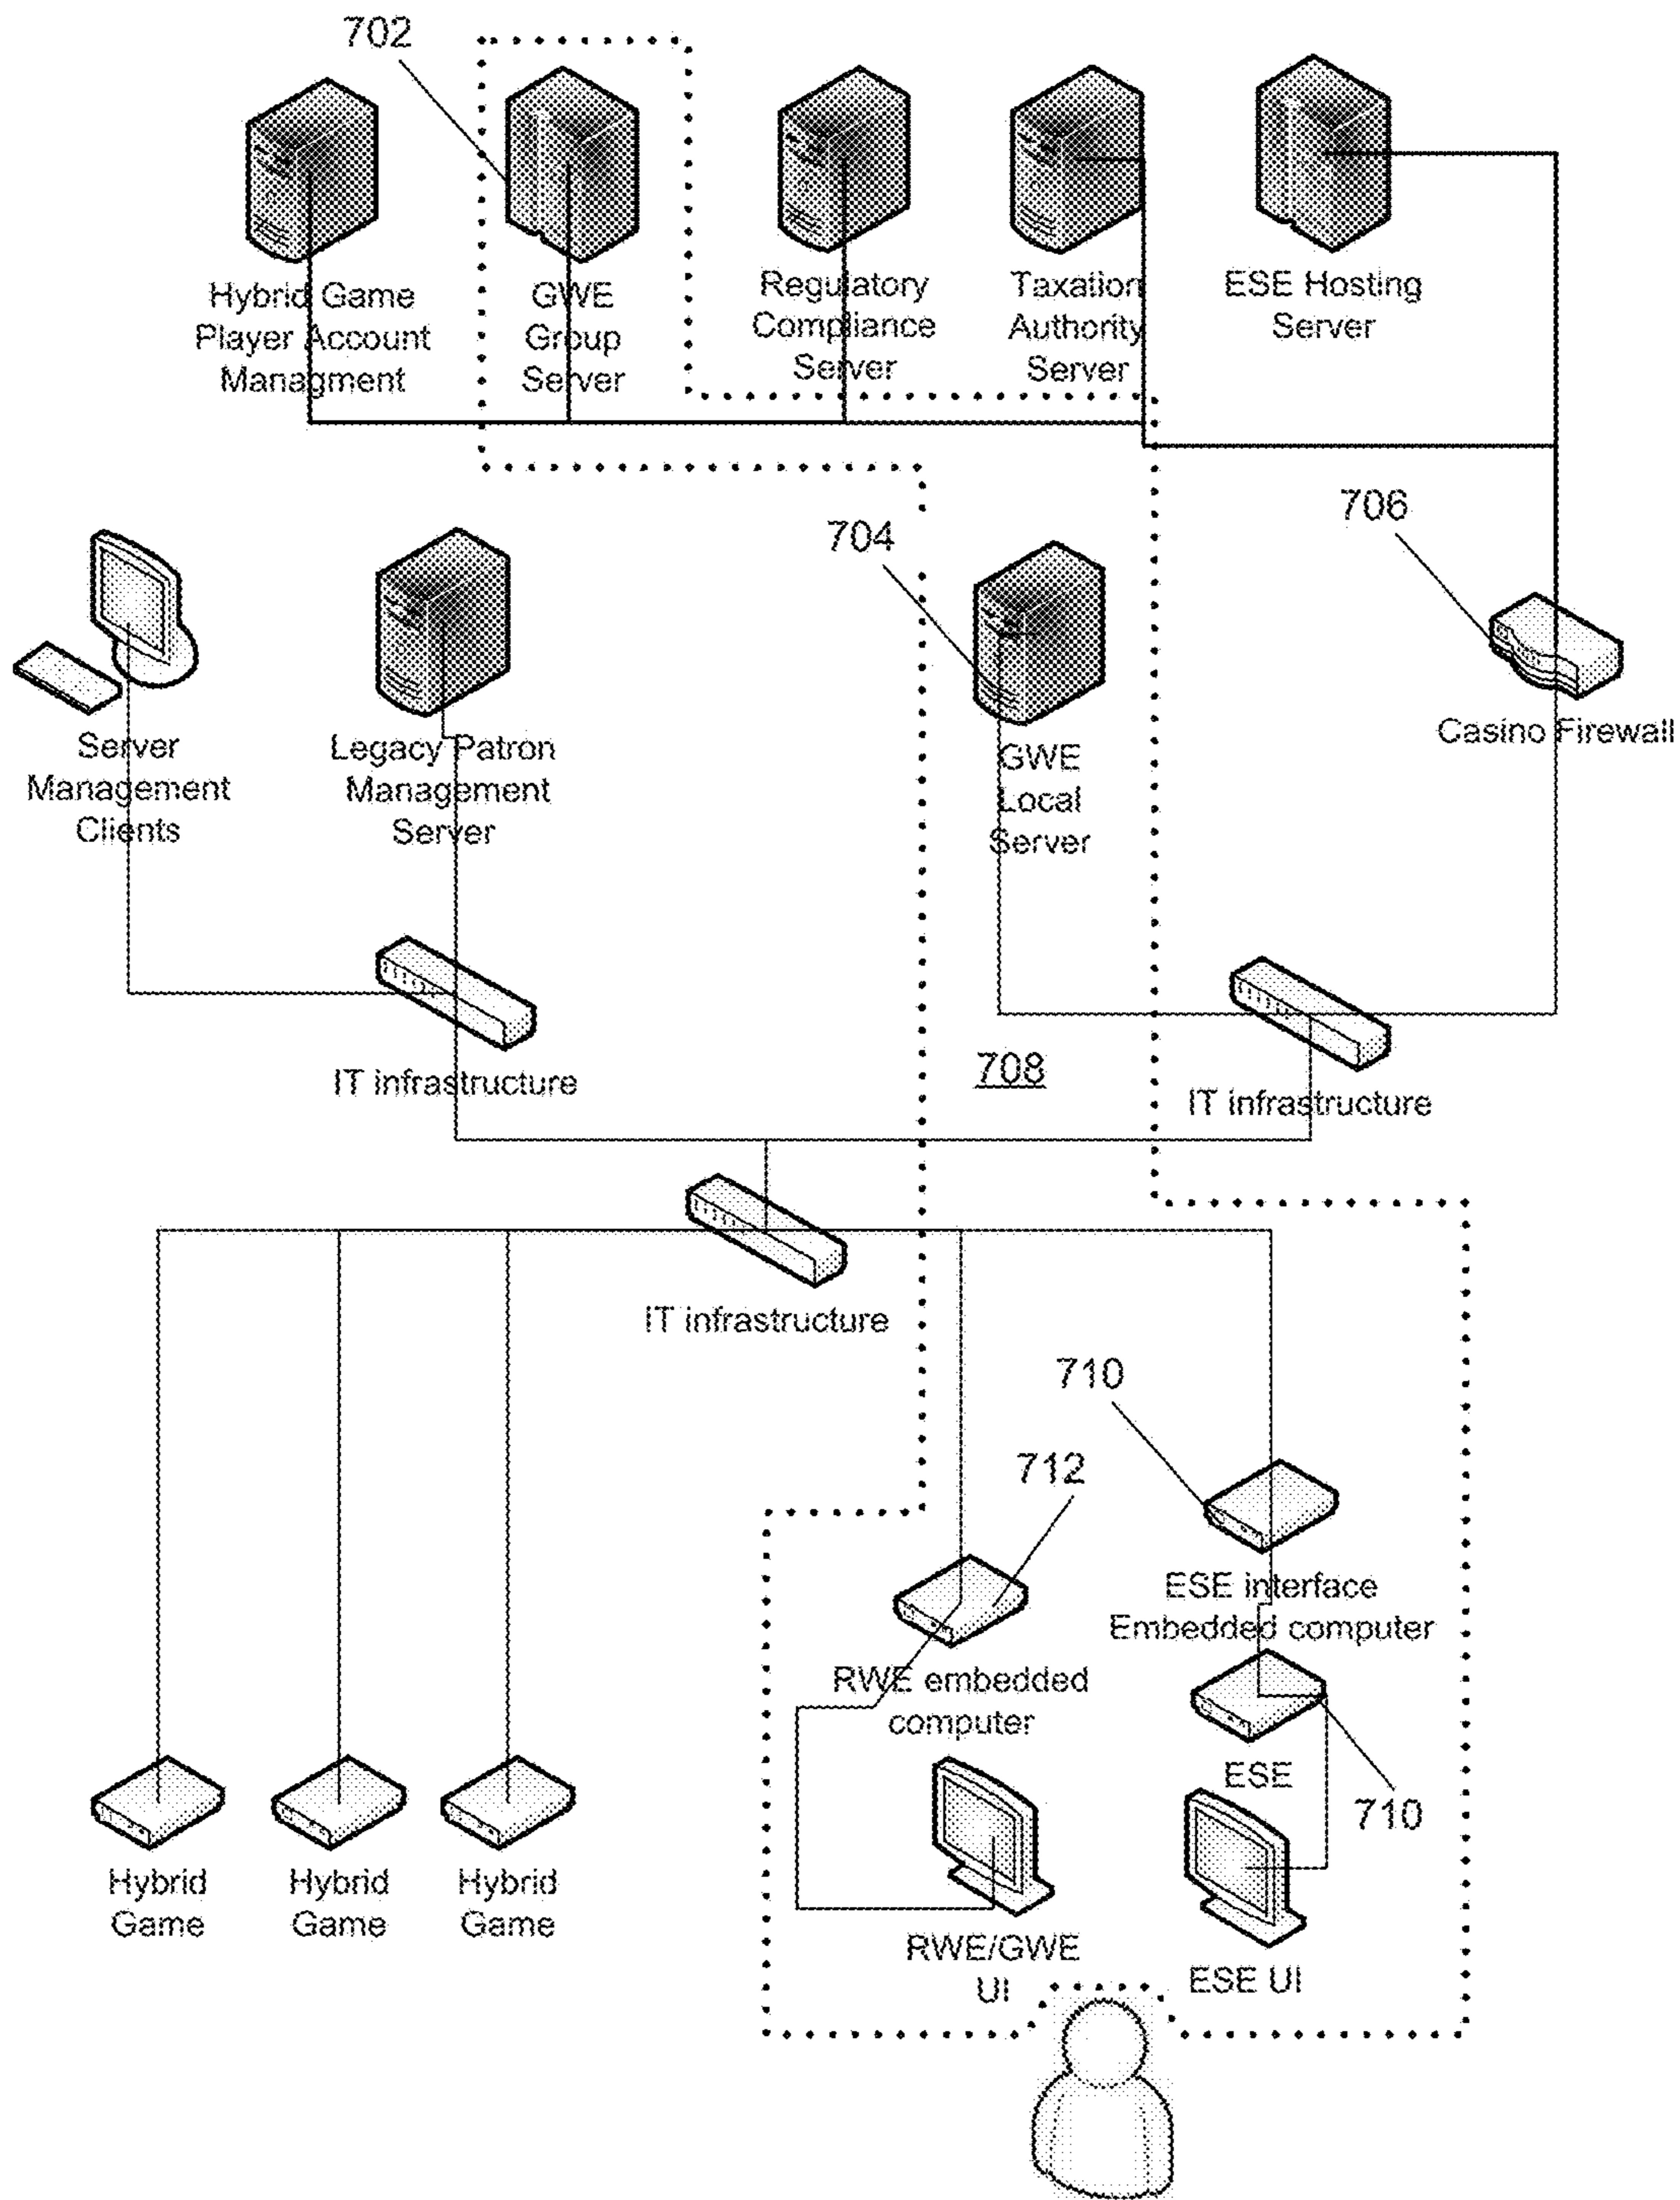 702
Hybrid Game
Player Account
Managment
GWE
Group
Server
Regulatory
Compliance
Server
Taxation
Authority
Server
ESE Hosting
Server
704
706
Server
Management
Clients
Legacy Patron
Management
Server
GWE
Local
Server
Casino Firewall
IT infrastructure
708
IT infrastructure
IT infrastructure
710
712
ESE interface
Embedded computer
RWE embedded
computer
ESE
710
Hybrid
Game
Hybrid
Game
Hybrid
Game
RWE/GWE
UI
ESE UI